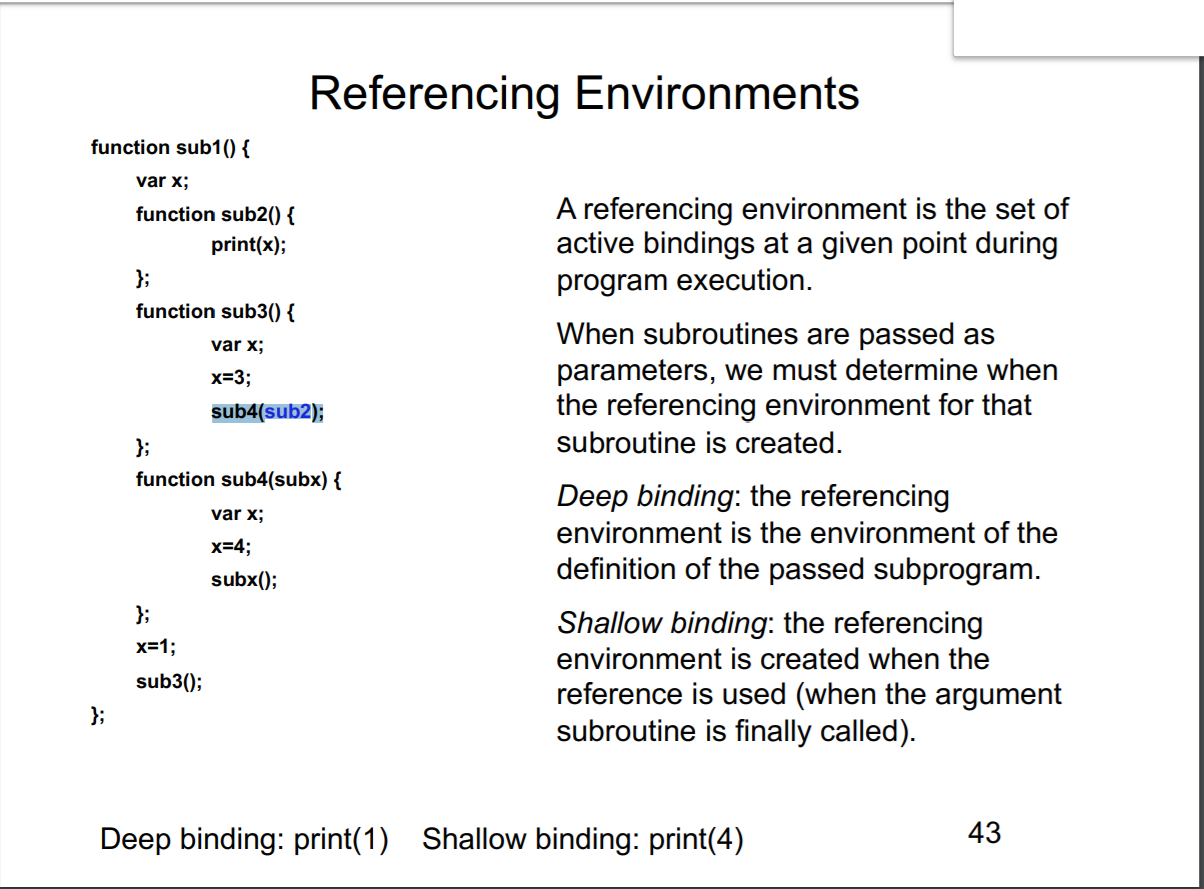 Referencing Environments
function sub1() {
var x;
function sub2() {
print(x);
};
function sub3() {
var x;
x=3;
sub4(sub2);
};
function sub4(subx) {
var x;
x=4;
subx();
};
x=1;
sub3();
};
A referencing environment is the set of
active bindings at a given point during
program execution.
When subroutines are passed as
parameters, we must determine when
the referencing environment for that
subroutine is created.
Deep binding: the referencing
environment is the environment of the
definition of the passed subprogram.
Shallow binding: the referencing
environment is created when the
reference is used (when the argument
subroutine is finally called).
Deep binding: print(1) Shallow binding: print(4)
43